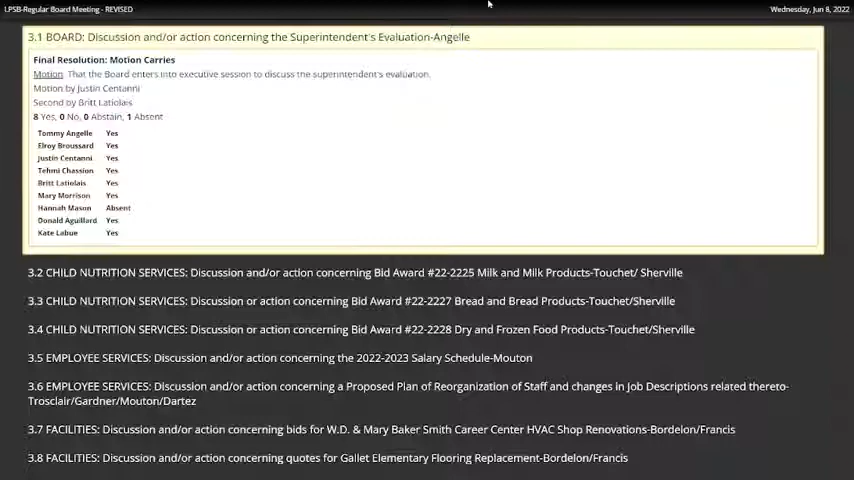 LPSB-Regular Board Meeting - REVISED
Wednesday, Jun 8, 2022
3.1 BOARD: Discussion and/or action concerning the Superintendent's Evaluation-Angelle
Final Resolution: Motion Carries
Motion That the Board enters into executive session to discuss the superintendent's evaluation.
Motion by Justin Centanni
Second by Britt Latiolais
8 Yes, 0 No, 0 Abstain, 1 Absent
Tommy Angelle Yes
Elroy Broussard Yes
Justin Centanni Yes
Tehmi Chassion Yes
Britt Latiolais Yes
Mary Morrison Yes
Hannah Mason Absent
Donald Aguillard Yes
Kate Labue Yes
3.2 CHILD NUTRITION SERVICES: Discussion and/or action concerning Bid Award #22-2225 Milk and Milk Products-Touchet/ Sherville
3.3 CHILD NUTRITION SERVICES: Discussion or action concerning Bid Award #22-2227 Bread and Bread Products-Touchet/Sherville
3.4 CHILD NUTRITION SERVICES: Discussion and/or action concerning Bid Award #22-2228 Dry and Frozen Food Products-Touchet/Sherville
3.5 EMPLOYEE SERVICES: Discussion and/or action concerning the 2022-2023 Salary Schedule-Mouton
3.6 EMPLOYEE SERVICES: Discussion and/or action concerning a Proposed Plan of Reorganization of Staff and changes in Job Descriptions related thereto-
Trosclair/Gardner/Mouton/Dartez
3.7 FACILITIES: Discussion and/or action concerning bids for W.D. & Mary Baker Smith Career Center HVAC Shop Renovations-Bordelon/Francis
3.8 FACILITIES: Discussion and/or action concerning quotes for Gallet Elementary Flooring Replacement-Bordelon/Francis